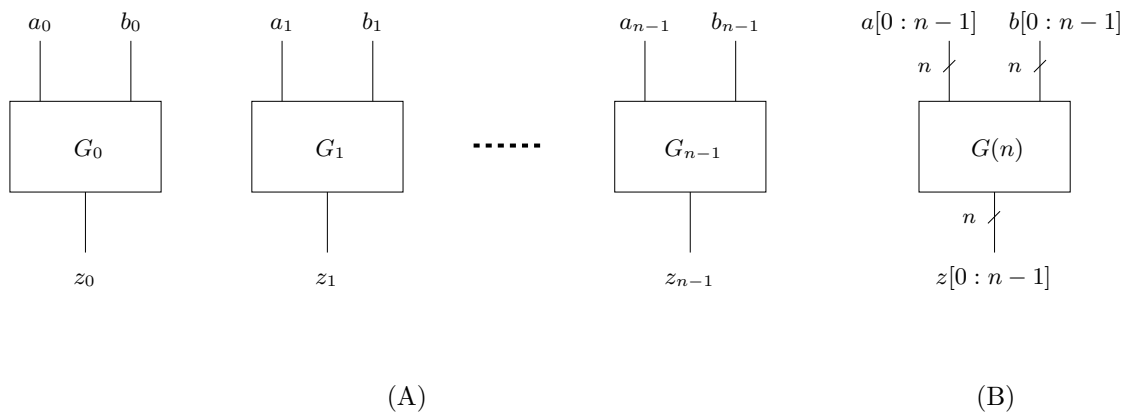 a₀ b₀ a₁ b₁ aₙ₋₁ bₙ₋₁ a[0 : n − 1] b[0 : n − 1]
n n
G₀ G₁ Gₙ₋₁ G(n)
n
z₀ z₁ zₙ₋₁ z[0 : n − 1]
(A) (B)